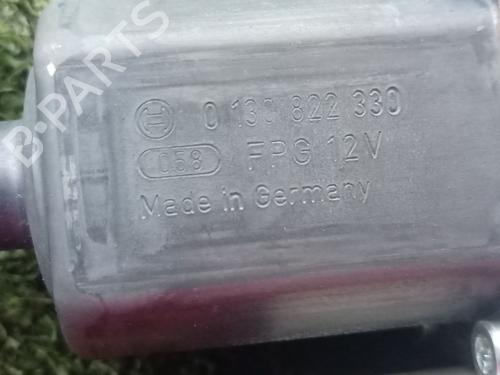 B-PARTS
0 130 822 330
058 FPG 12V
Made in Germany